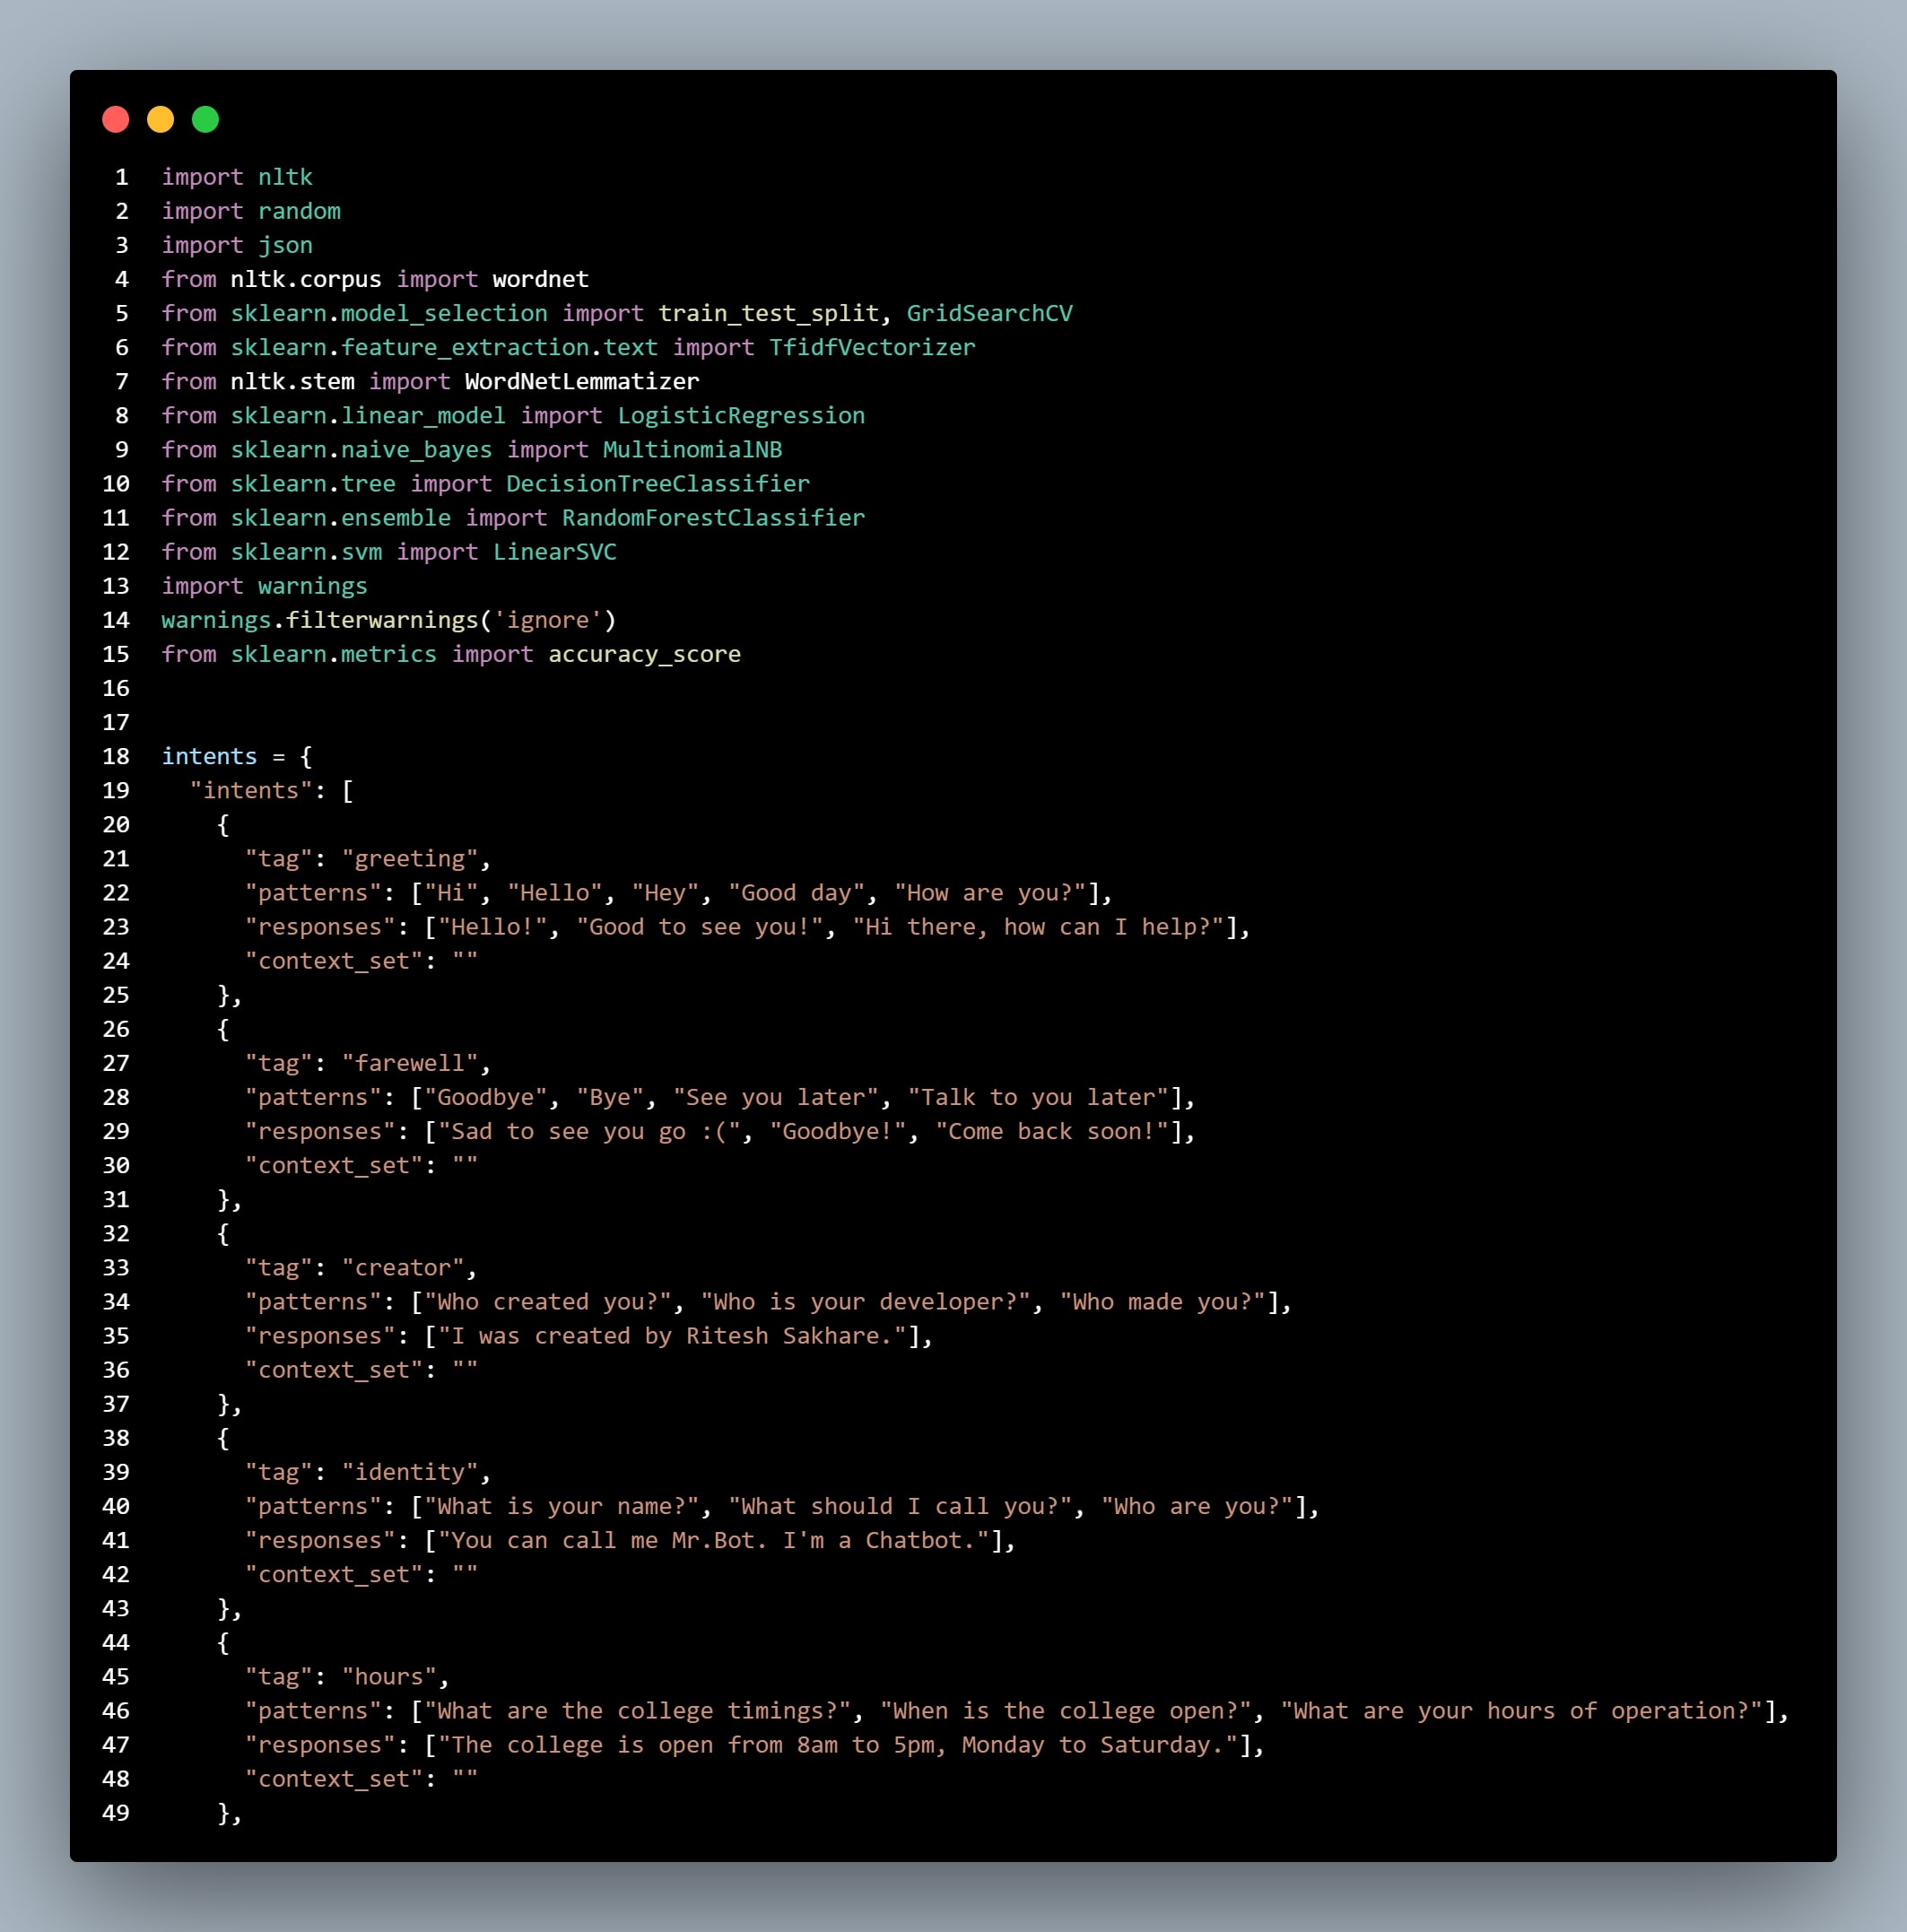 1 import nltk
2 import random
3 import json
4 from nltk.corpus import wordnet
5 from sklearn.model_selection import train_test_split, GridSearchCV
6 from sklearn.feature_extraction.text import TfidfVectorizer
7 from nltk.stem import WordNetLemmatizer
8 from sklearn.linear_model import LogisticRegression
9 from sklearn.naive_bayes import MultinomialNB
10 from sklearn.tree import DecisionTreeClassifier
11 from sklearn.ensemble import RandomForestClassifier
12 from sklearn.svm import LinearSVC
13 import warnings
14 warnings.filterwarnings('ignore')
15 from sklearn.metrics import accuracy_score
16
17
18 intents = {
19   "intents": [
20     {
21       "tag": "greeting",
22       "patterns": ["Hi", "Hello", "Hey", "Good day", "How are you?"],
23       "responses": ["Hello!", "Good to see you!", "Hi there, how can I help?"],
24       "context_set": ""
25     },
26     {
27       "tag": "farewell",
28       "patterns": ["Goodbye", "Bye", "See you later", "Talk to you later"],
29       "responses": ["Sad to see you go :(", "Goodbye!", "Come back soon!"],
30       "context_set": ""
31     },
32     {
33       "tag": "creator",
34       "patterns": ["Who created you?", "Who is your developer?", "Who made you?"],
35       "responses": ["I was created by Ritesh Sakhare."],
36       "context_set": ""
37     },
38     {
39       "tag": "identity",
40       "patterns": ["What is your name?", "What should I call you?", "Who are you?"],
41       "responses": ["You can call me Mr.Bot. I'm a Chatbot."],
42       "context_set": ""
43     },
44     {
45       "tag": "hours",
46       "patterns": ["What are the college timings?", "When is the college open?", "What are your hours of operation?"],
47       "responses": ["The college is open from 8am to 5pm, Monday to Saturday."],
48       "context_set": ""
49     },